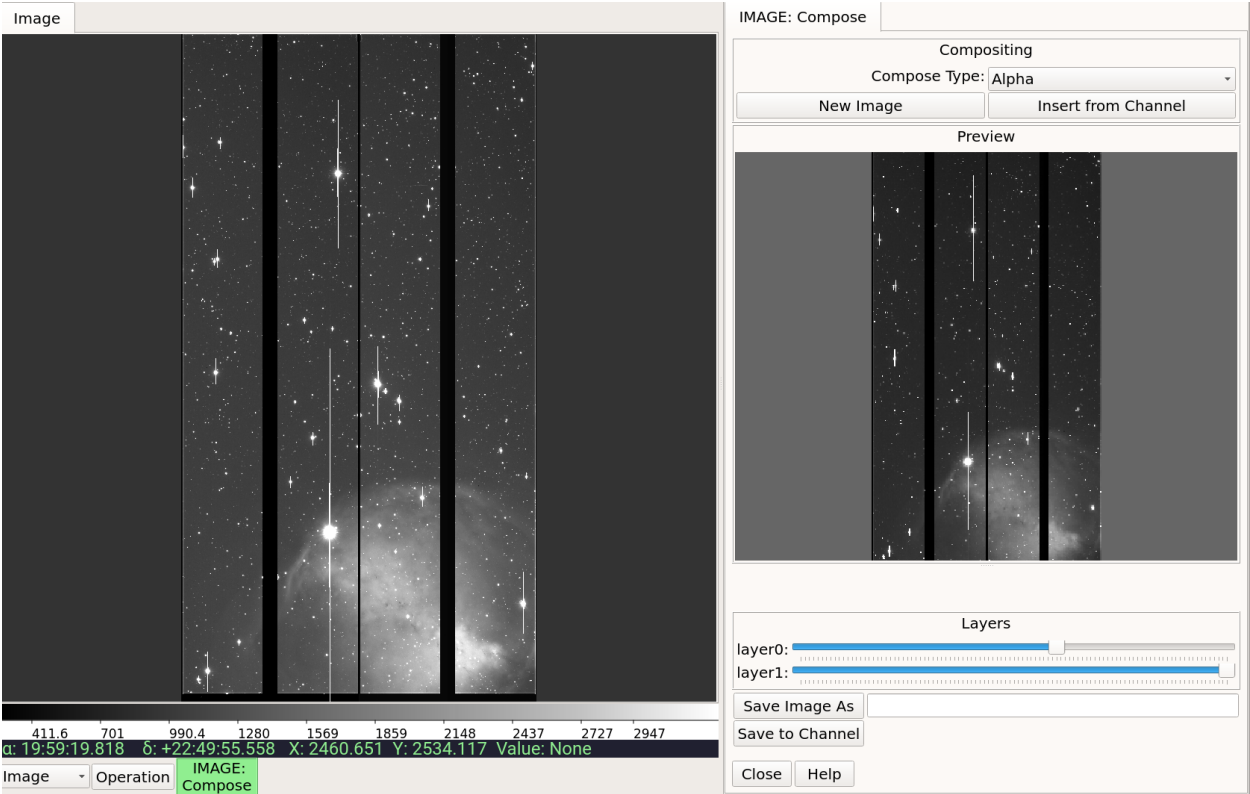 Image
411.6 701 990.4 1280 1569 1859 2148 2437 2727 2947
α: 19:59:19.818 δ: +22:49:55.558 X: 2460.651 Y: 2534.117 Value: None
Image Operation IMAGE:
Compose
IMAGE: Compose
Compositing
Compose Type: Alpha
New Image Insert from Channel
Preview
Layers
layer0:
layer1:
Save Image As
Save to Channel
Close Help